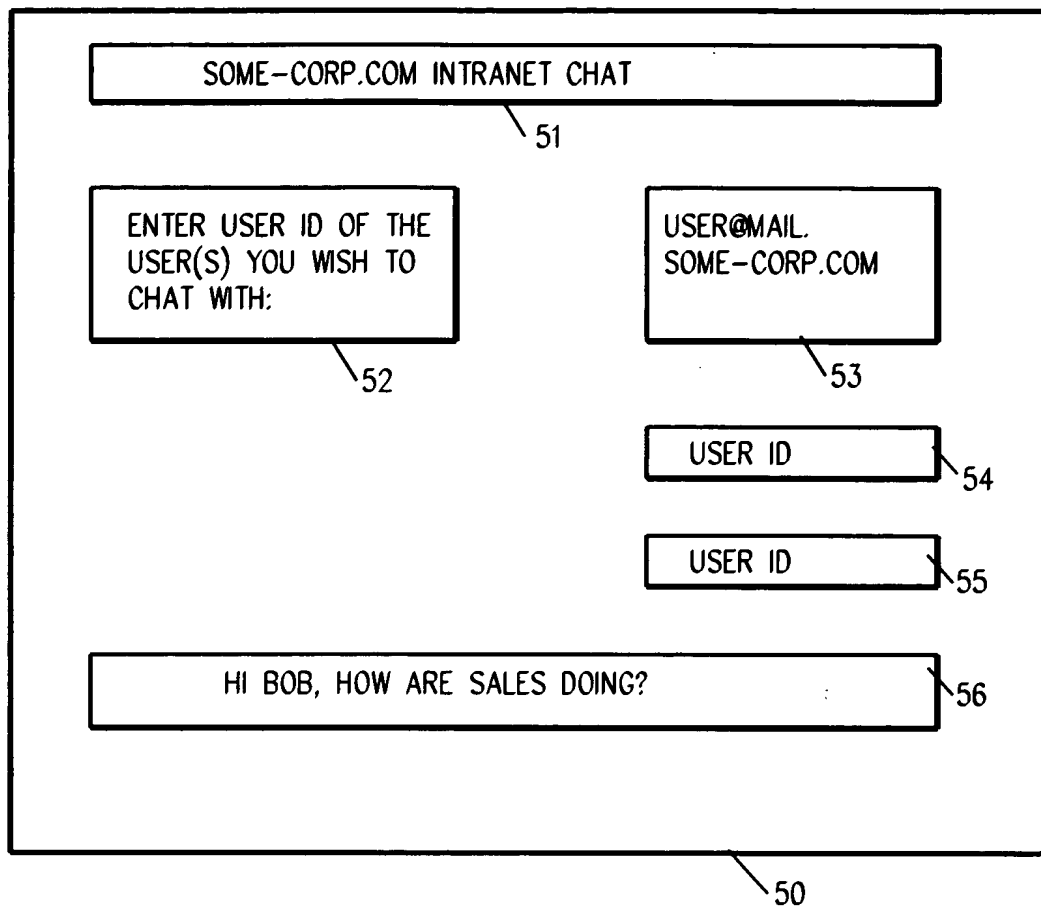 SOME-CORP.COM INTRANET CHAT
51
ENTER USER ID OF THE
USER(S) YOU WISH TO
CHAT WITH:
52
USER@MAIL.
SOME-CORP.COM
53
USER ID
54
USER ID
55
HI BOB, HOW ARE SALES DOING?
56
50